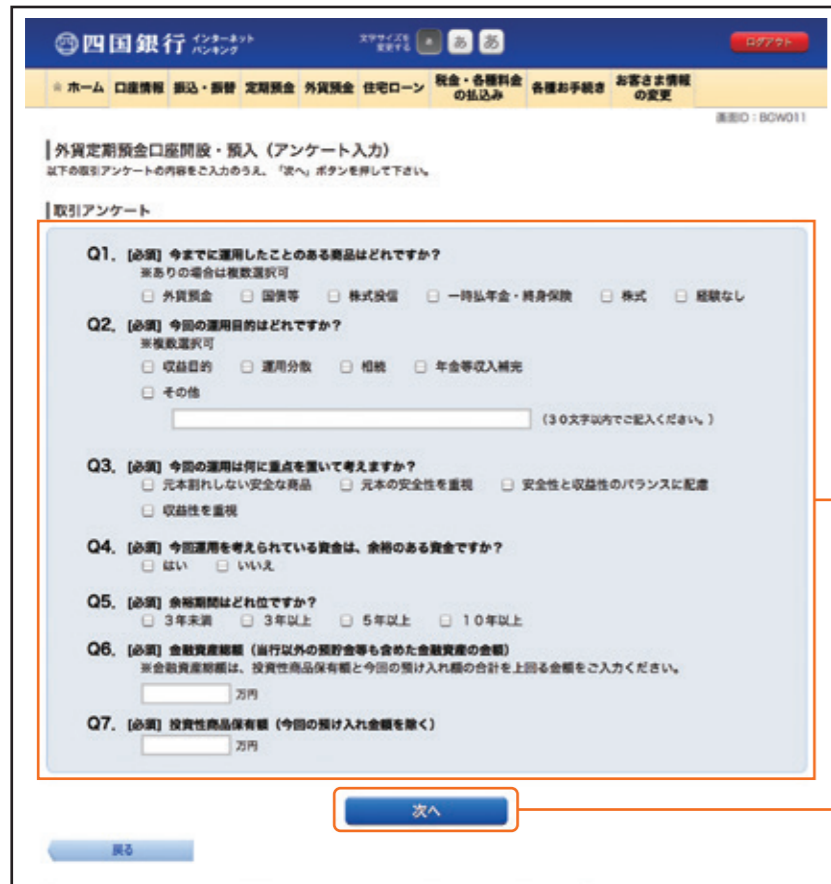 四国銀行 インターネットバンキング
文字サイズを変更する あ あ
ログアウト
ホーム 口座情報 振込・振替 定期預金 外貨預金 住宅ローン 税金・各種料金の払込み 各種お手続き お客さま情報の変更
画面ID:BGW011
外貨定期預金口座開設・預入(アンケート入力)
以下の取引アンケートの内容をご入力のうえ、「次へ」ボタンを押して下さい。
取引アンケート
Q1. [必須] 今までに運用したことのある商品はどれですか?
※ありの場合は複数選択可
外貨預金 国債等 株式投信 一時払年金・終身保険 株式 経験なし
Q2. [必須] 今回の運用目的はどれですか?
※複数選択可
収益目的 運用分散 相続 年金等収入補完
その他
(30文字以内でご記入ください。)
Q3. [必須] 今回の運用は何に重点を置いて考えますか?
元本割れしない安全な商品 元本の安全性を重視 安全性と収益性のバランスに配慮
収益性を重視
Q4. [必須] 今回運用を考えられている資金は、余裕のある資金ですか?
はい いいえ
Q5. [必須] 余裕期間はどれ位ですか?
3年未満 3年以上 5年以上 10年以上
Q6. [必須] 金融資産総額(当行以外の預貯金等も含めた金融資産の金額)
※金融資産総額は、投資性商品保有額と今回の預け入れ額の合計を上回る金額をご入力ください。
万円
Q7. [必須] 投資性商品保有額(今回の預け入れ金額を除く)
万円
次へ
戻る